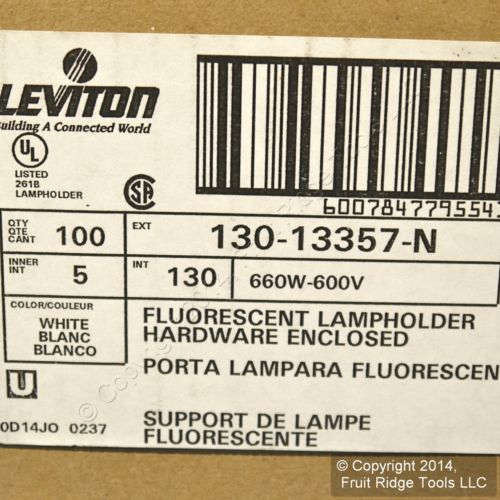 LEVITON
Building A Connected World
UL
LISTED
261B
LAMPHOLDER
SA
QTY
QTE
CANT
100
EXT
130-13357-N
INNER
INT
5
INT
130
660W-600V
COLOR/COULEUR
WHITE
BLANC
BLANCO
FLUORESCENT LAMPHOLDER
HARDWARE ENCLOSED
PORTA LAMPARA FLUORESCEN
U
0D14JO 0237
SUPPORT DE LAMPE
FLUORESCENTE
© Copyright 2014,
Fruit Ridge Tools LLC